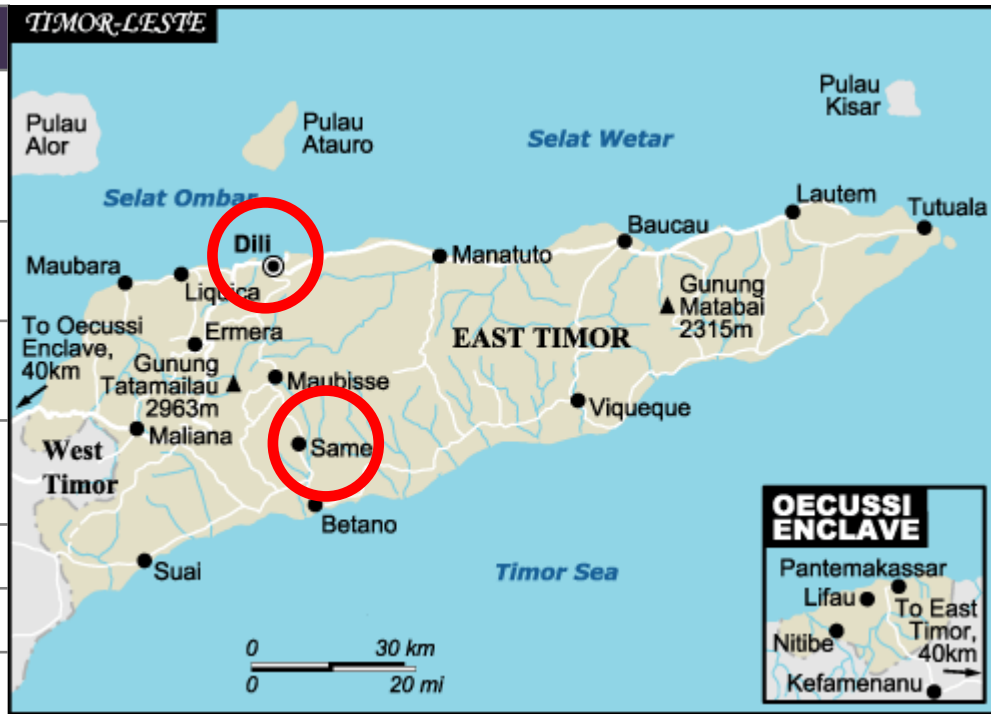 TIMOR-LESTE
Pulau
Alor
Pulau
Atauro
Pulau
Kisar
Selat Wetar
Selat Ombar
Lautem
Tutuala
Baucau
Dili
Manatuto
Maubara
Liquica
Gunung
Matabai
2315m
To Oecussi
Enclave,
40km
Ermera
EAST TIMOR
Gunung
Tatamailau
2963m
Maubisse
Viqueque
Maliana
Same
West
Timor
Betano
Suai
Timor Sea
0 30 km
0 20 mi
OECUSSI
ENCLAVE
Pantemakassar
Lifau
To East
Timor,
40km
Nitibe
Kefamenanu